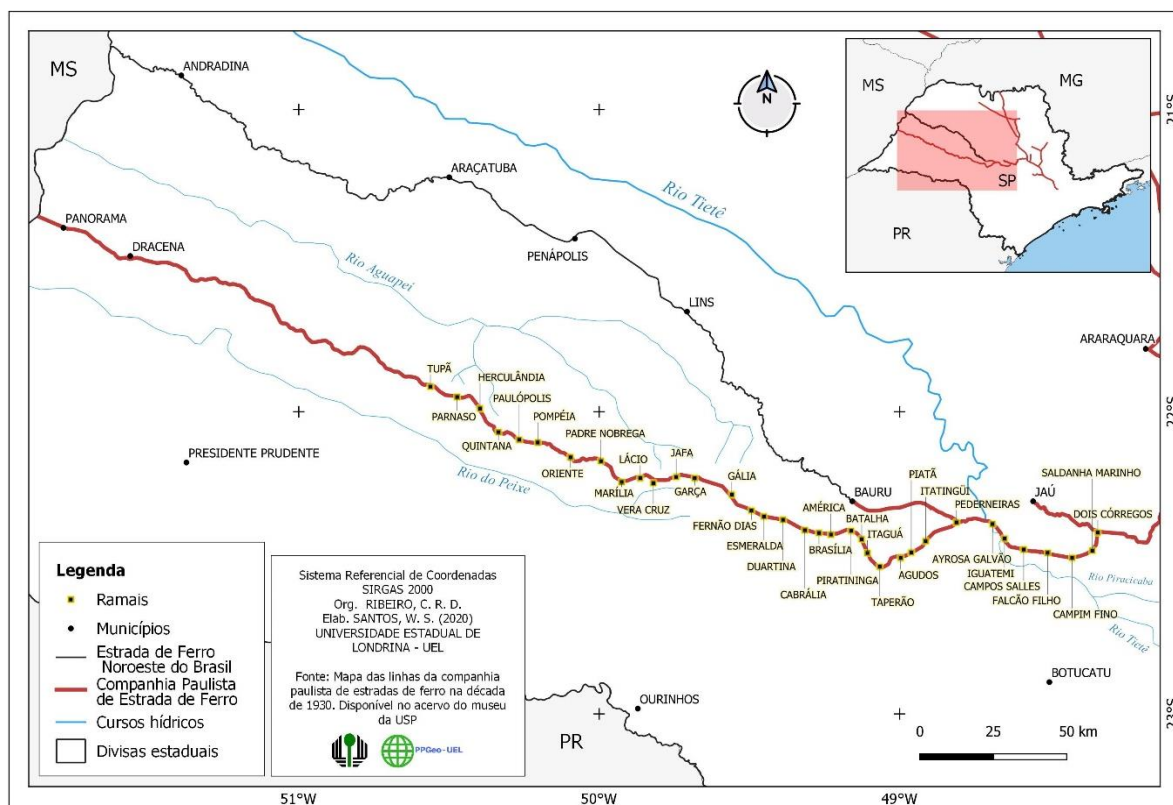 MS
ANDRADINA
ARAÇATUBA
PENÁPOLIS
LINS
Rio Tietê
N
MS
MG
SP
PR
21°S
PANORAMA
DRACENA
Rio Aguapeí
ARARAQUARA
TUPÃ
HERCULÂNDIA
PAULÓPOLIS
PARNASO
POMPÉIA
PADRE NOBREGA
22°S
QUINTANA
ORIENTE
LÁCIO
JAFA
MARÍLIA
GARÇA
VERA CRUZ
GÁLIA
PRESIDENTE PRUDENTE
Rio do Peixe
BAURU
PIATÃ
ITATINGÜI
SALDANHA MARINHO
JAÚ
AMÉRICA
BATALHA
PEDERNEIRAS
DOIS CÓRREGOS
FERNÃO DIAS
ITAGUÁ
ESMERALDA
BRASÍLIA
DUARTINA
PIRATININGA
AGUDOS
AYROSA GALVÃO
IGUATEMI
CAMPOS SALLES
CABRÁLIA
TAPERÃO
FALCÃO FILHO
CAMPIM FINO
Rio Piracicaba
Rio Tietê
BOTUCATU
OURINHOS
23°S
PR
Legenda
Ramais
Municípios
Estrada de Ferro
Noroeste do Brasil
Companhia Paulista
de Estrada de Ferro
Cursos hídricos
Divisas estaduais
Sistema Referencial de Coordenadas
SIRGAS 2000
Org. RIBEIRO, C. R. D.
Elab. SANTOS, W. S. (2020)
UNIVERSIDADE ESTADUAL DE
LONDRINA - UEL
Fonte: Mapa das linhas da companhia
paulista de estradas de ferro na década
de 1930. Disponível no acervo do museu
da USP
PPGeo-UEL
0 25 50 km
51°W 50°W 49°W